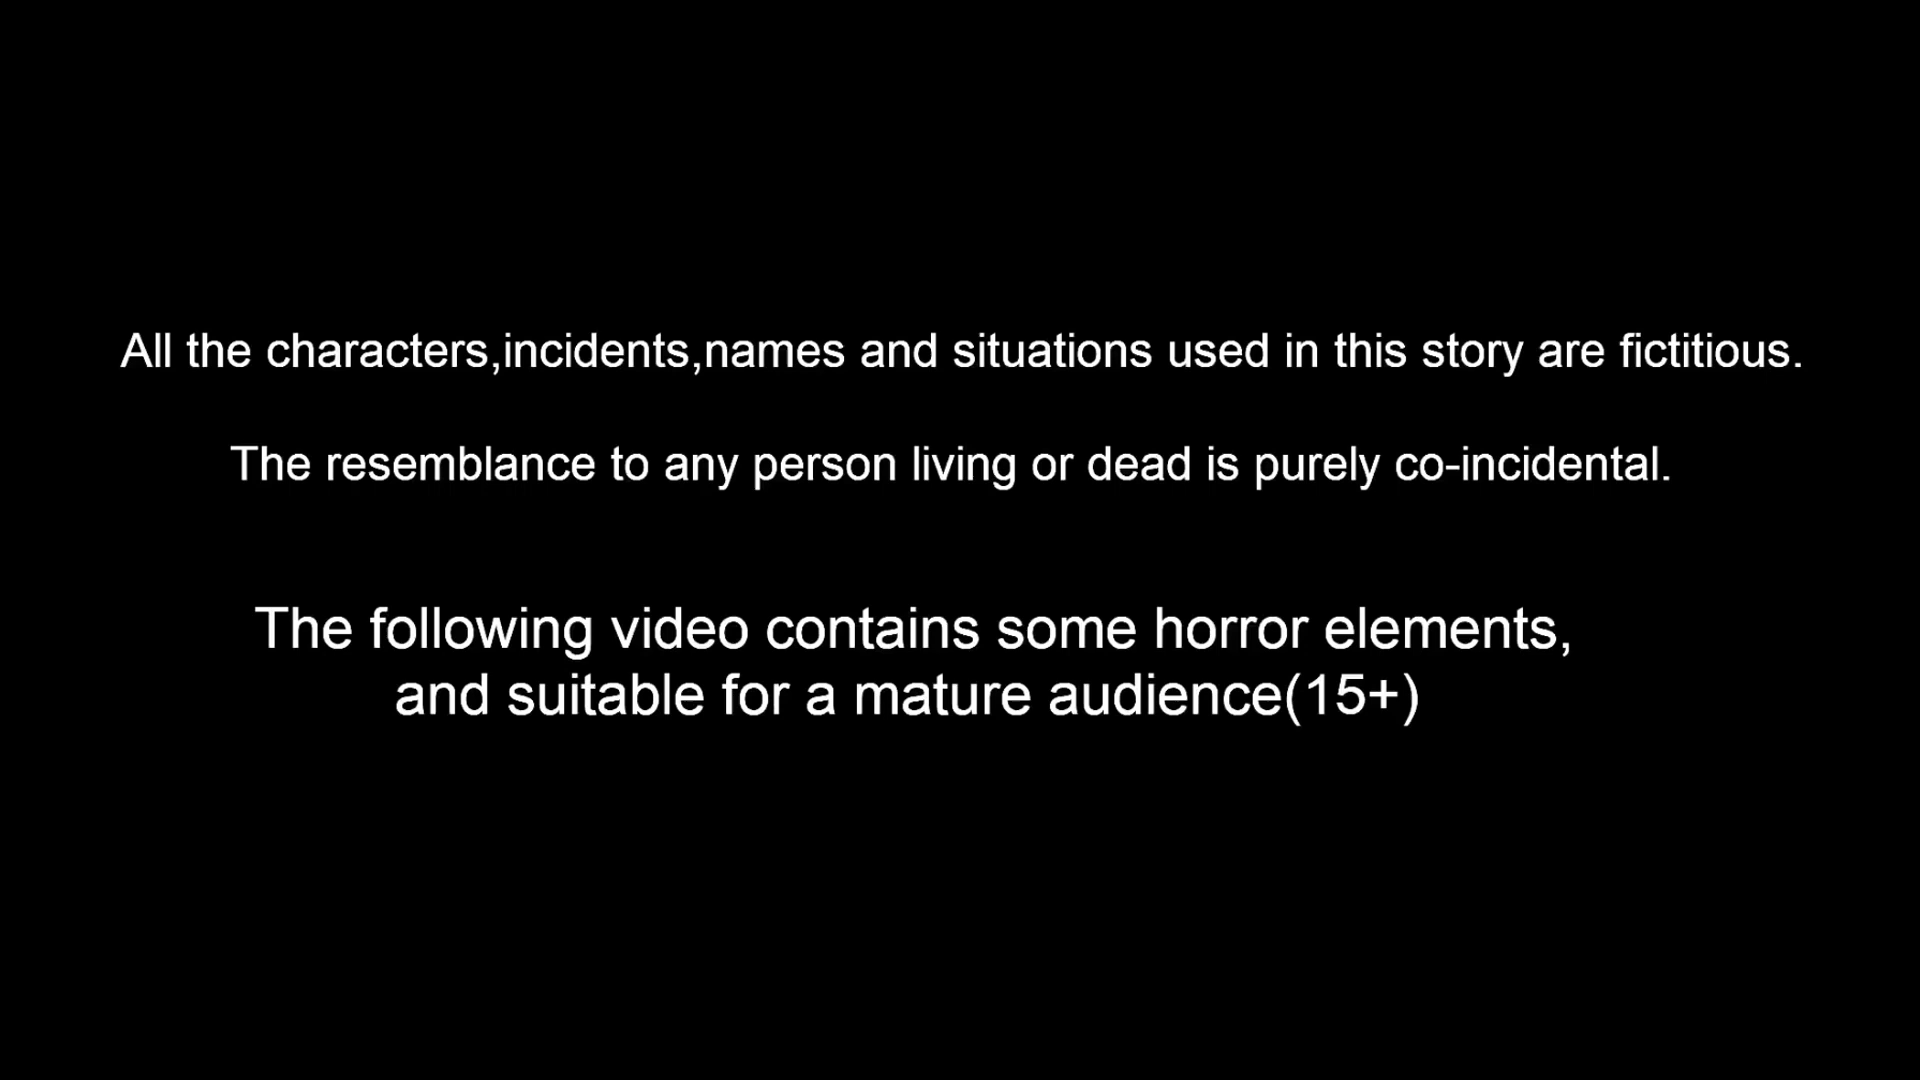 All the characters,incidents,names and situations used in this story are fictitious.
The resemblance to any person living or dead is purely co-incidental.
The following video contains some horror elements,
and suitable for a mature audience(15+)